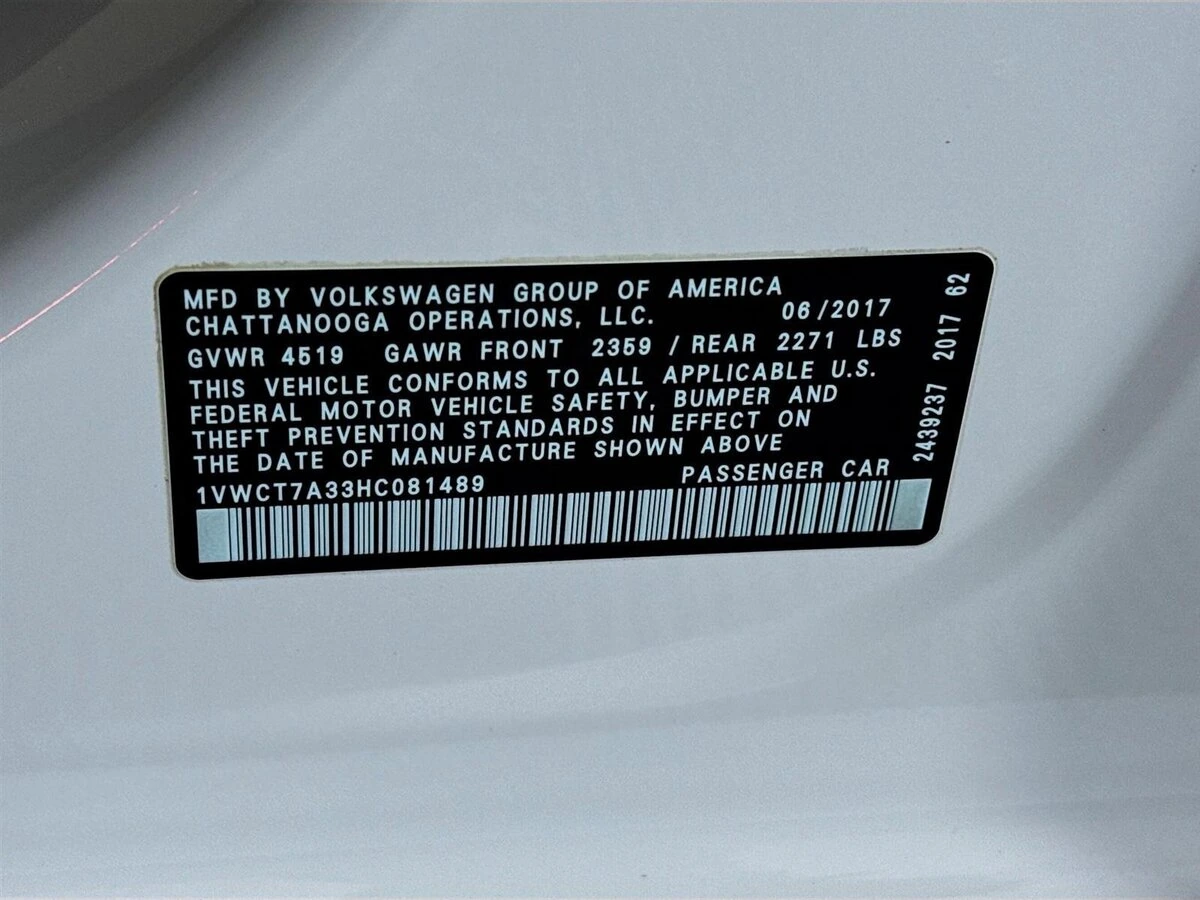 MFD BY VOLKSWAGEN GROUP OF AMERICA
CHATTANOOGA OPERATIONS, LLC. 06/2017
GVWR 4519 GAWR FRONT 2359 / REAR 2271 LBS
THIS VEHICLE CONFORMS TO ALL APPLICABLE U.S.
FEDERAL MOTOR VEHICLE SAFETY, BUMPER AND
THEFT PREVENTION STANDARDS IN EFFECT ON
THE DATE OF MANUFACTURE SHOWN ABOVE
1VWCT7A33HC081489 PASSENGER CAR
2439237 2017 62